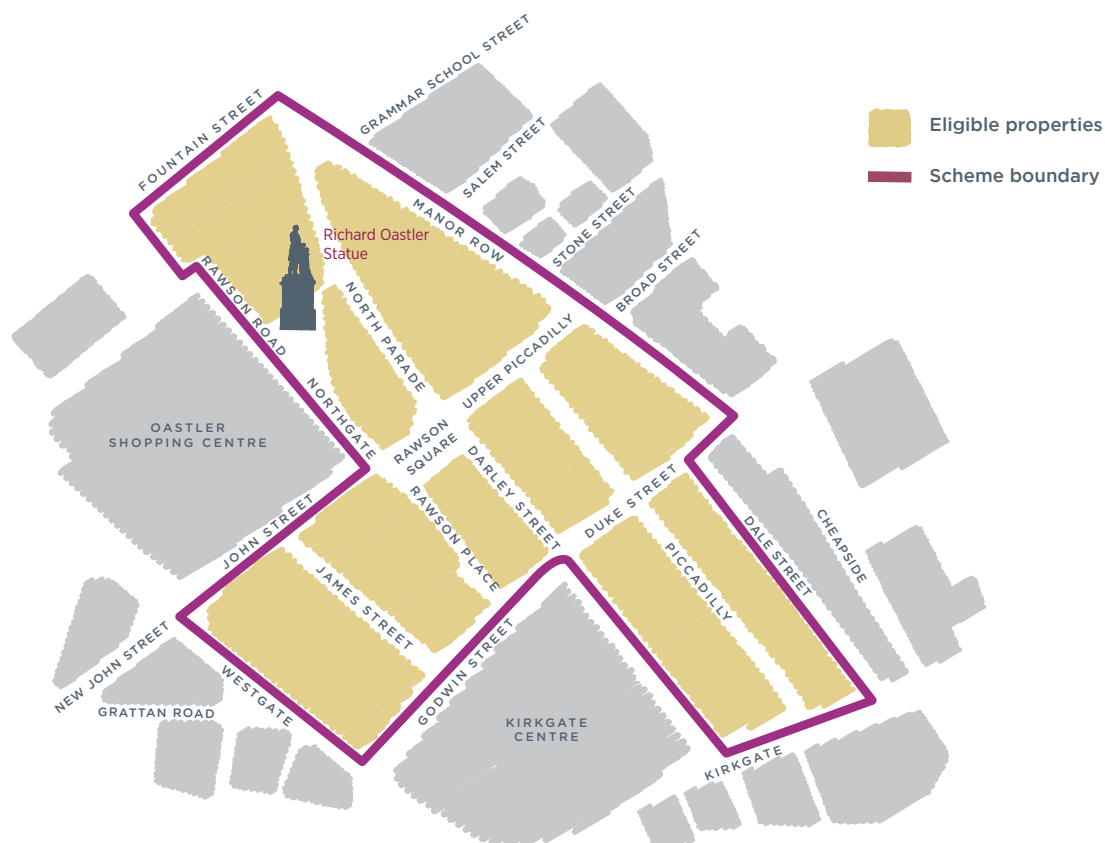 GRAMMAR SCHOOL STREET
FOUNTAIN STREET
Eligible properties
SALEM STREET
Scheme boundary
MANOR ROW
STONE STREET
Richard Oastler
Statue
BROAD STREET
RAWSON ROAD
NORTH PARADE
UPPER PICCADILLY
NORTHGATE
OASTLER
SHOPPING CENTRE
RAWSON
SQUARE
DARLEY STREET
DUKE STREET
RAWSON PLACE
JOHN STREET
CHEAPSIDE
DALE STREET
PICCADILLY
JAMES STREET
NEW JOHN STREET
GODWIN STREET
WESTGATE
GRATTAN ROAD
KIRKGATE
CENTRE
KIRKGATE